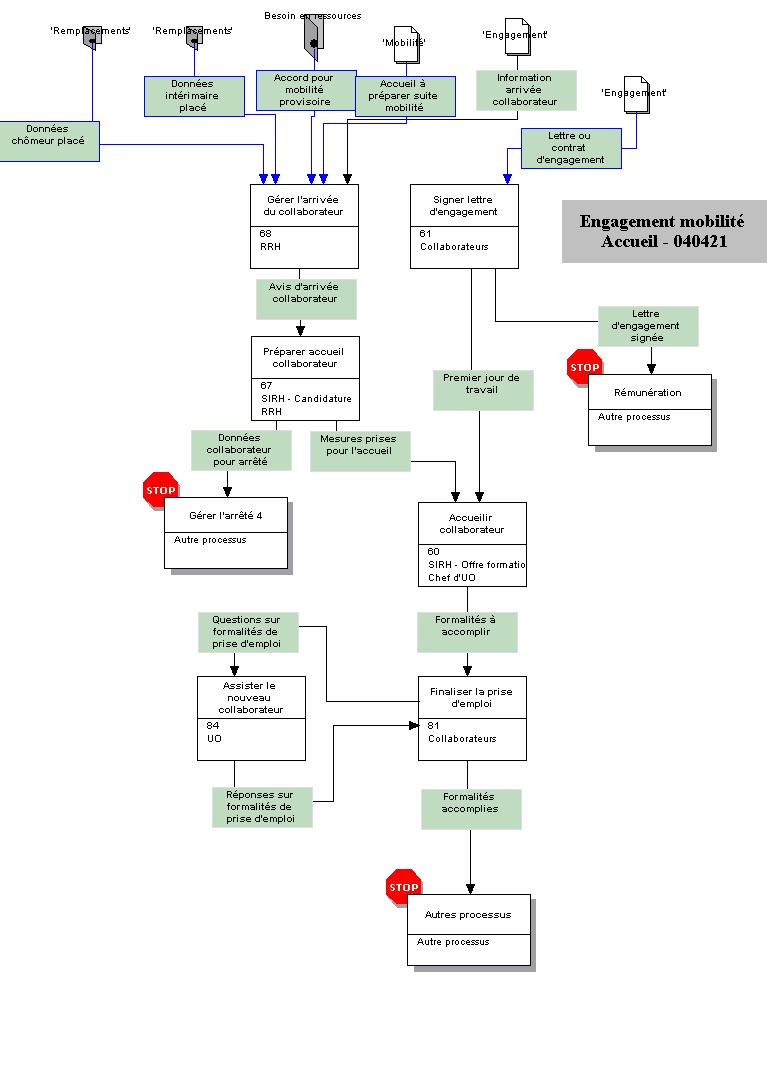 Besoin en ressources
'Remplacements'
'Remplacements'
'Mobilité'
'Engagement'
'Engagement'
Données
chômeur placé
Données
intérimaire
placé
Accord pour
mobilité
provisoire
Accueil à
préparer suite
mobilité
Information
arrivée
collaborateur
Lettre ou
contrat
d'engagement
Gérer l'arrivée
du collaborateur
68
RRH
Signer lettre
d'engagement
61
Collaborateurs
Engagement mobilité
Accueil - 040421
Avis d'arrivée
collaborateur
Lettre
d'engagement
signée
Préparer accueil
collaborateur
67
SIRH - Candidature
RRH
Premier jour de
travail
STOP
Rémunération
Autre processus
Données
collaborateur
pour arrêté
Mesures prises
pour l'accueil
STOP
Gérer l'arrêté 4
Autre processus
Accueilir
collaborateur
60
SIRH - Offre formatio
Chef d'UO
Questions sur
formalités de
prise d'emploi
Formalités à
accomplir
Assister le
nouveau
collaborateur
84
UO
Finaliser la prise
d'emploi
81
Collaborateurs
Réponses sur
formalités de
prise d'emploi
Formalités
accomplies
STOP
Autres processus
Autre processus